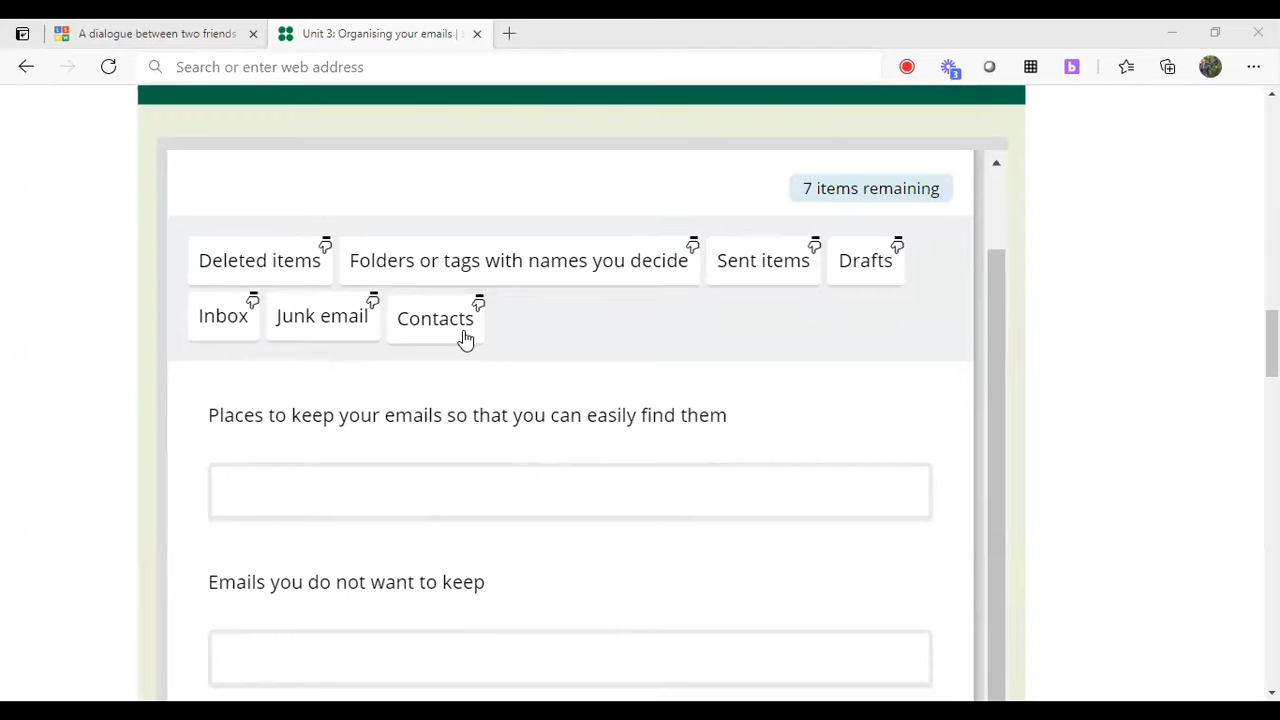 A dialogue between two friends
Unit 3: Organising your emails |
Search or enter web address
3
b
7 items remaining
Deleted items
Folders or tags with names you decide
Sent items
Drafts
Inbox
Junk email
Contacts
Places to keep your emails so that you can easily find them
Emails you do not want to keep